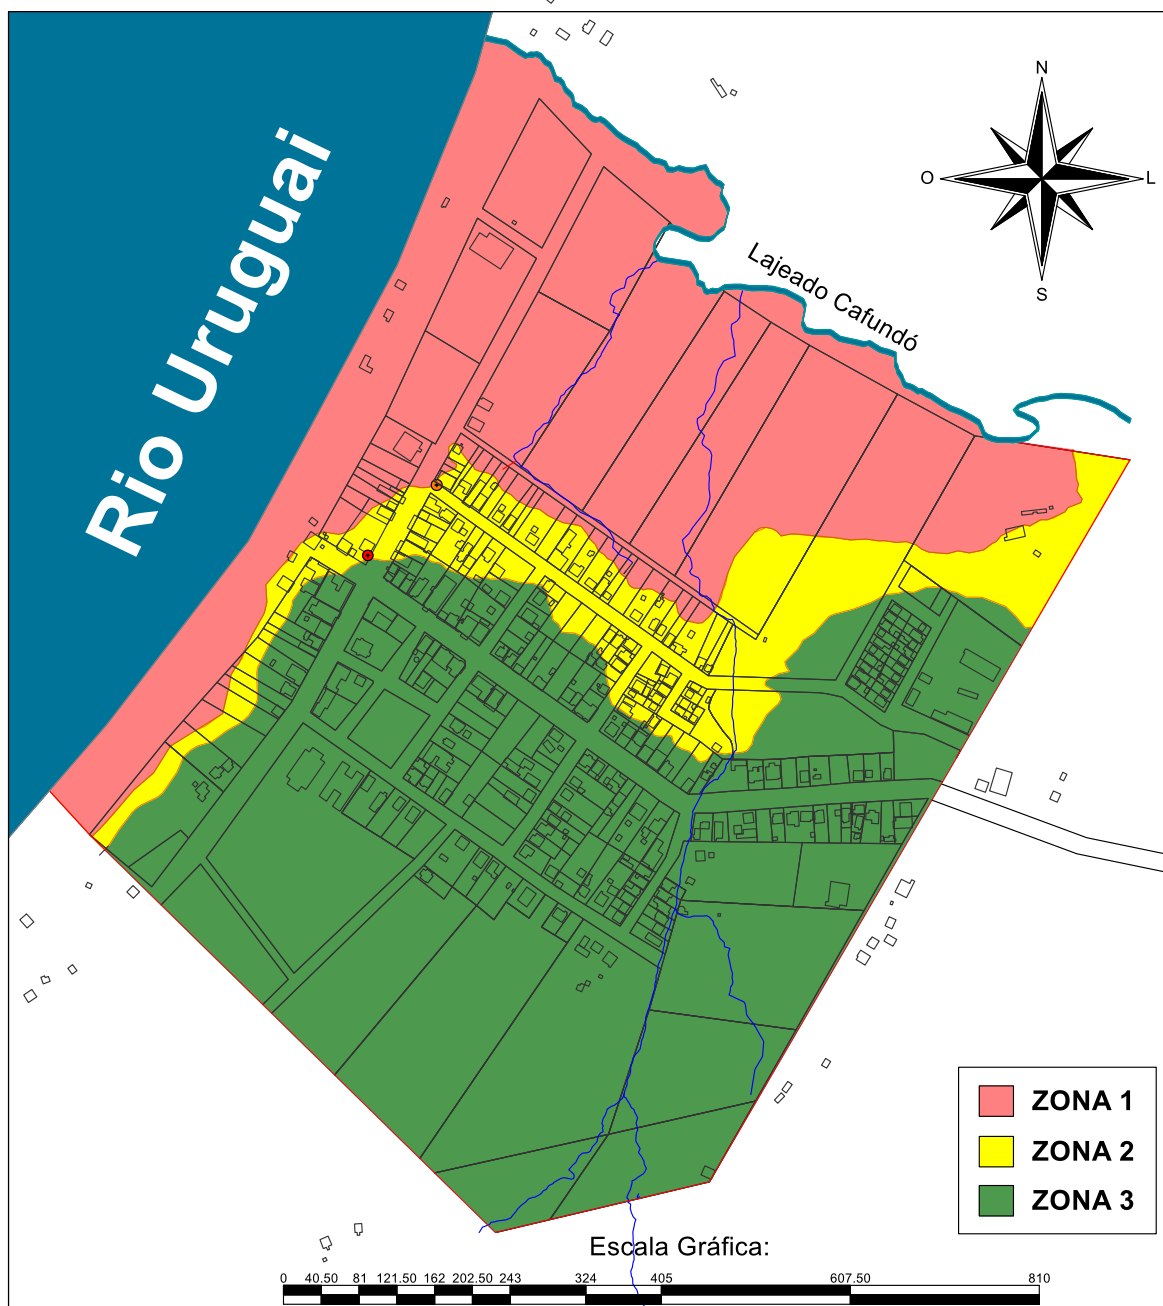 N
O
L
S
Rio Uruguai
Lajeado Cafundó
ZONA 1
ZONA 2
ZONA 3
Escala Gráfica:
0 40.50 81 121.50 162 202.50 243 324 405 607.50 810